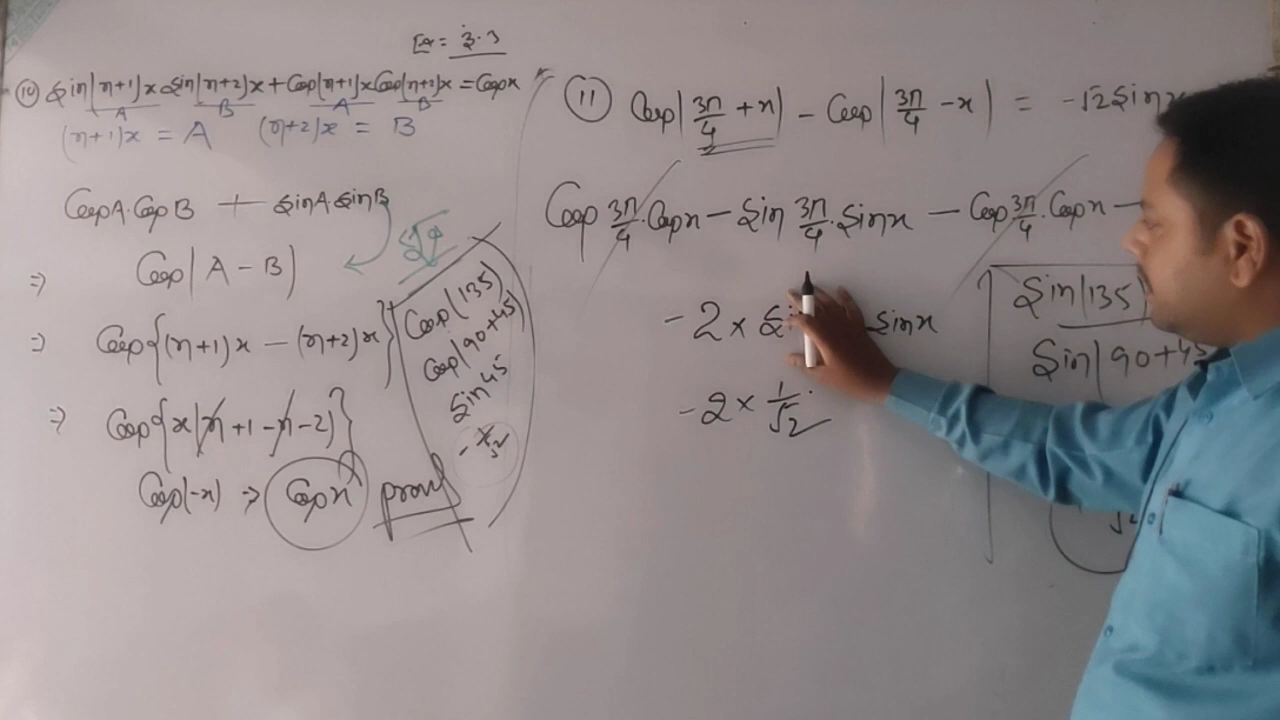 Ex = 3.3
(10) Sin(n+1)x Sin(n+2)x + Cos(n+1)x Cos(n+2)x = Cosx
A B A B
(n+1)x = A (n+2)x = B
CosA.CosB + SinA.SinB
⇒ Cos(A - B)
⇒ Cos{(n+1)x - (n+2)x}
⇒ Cos{x(n+1-n-2)}
Cos(-x) ⇒ Cosx proof
Cos(135)
Cos(90+45)
Sin45
- 1/√2
(11) Cos(3π/4 + x) - Cos(3π/4 - x) = -√2 Sinx
Cos 3π/4 . Cosx - Sin 3π/4 . Sinx - Cos 3π/4 . Cosx -
-2 × Si Sinx
-2 × 1/√2
Sin(135)
Sin(90+45